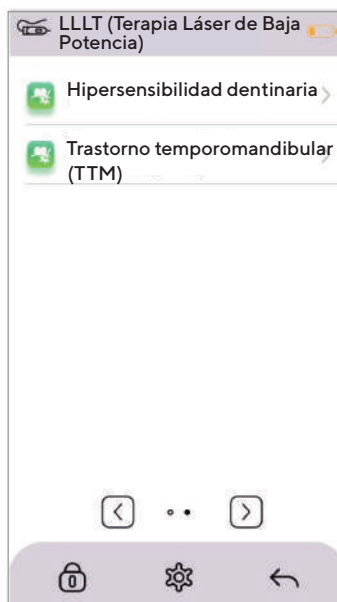 LLLT (Terapia Láser de Baja
Potencia)
Hipersensibilidad dentinaria
Trastorno temporomandibular
(TTM)